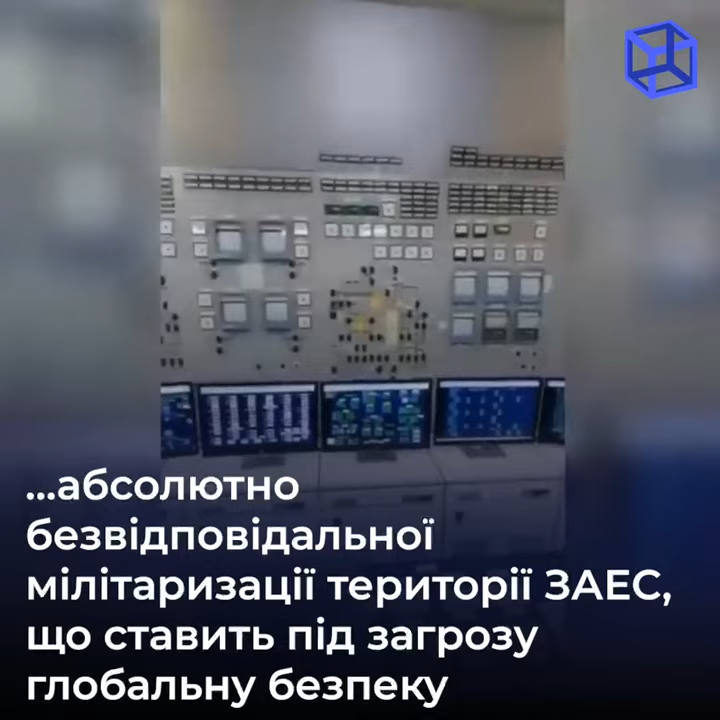 ...абсолютно
безвідповідальної
мілітаризації території ЗАЕС,
що ставить під загрозу
глобальну безпеку